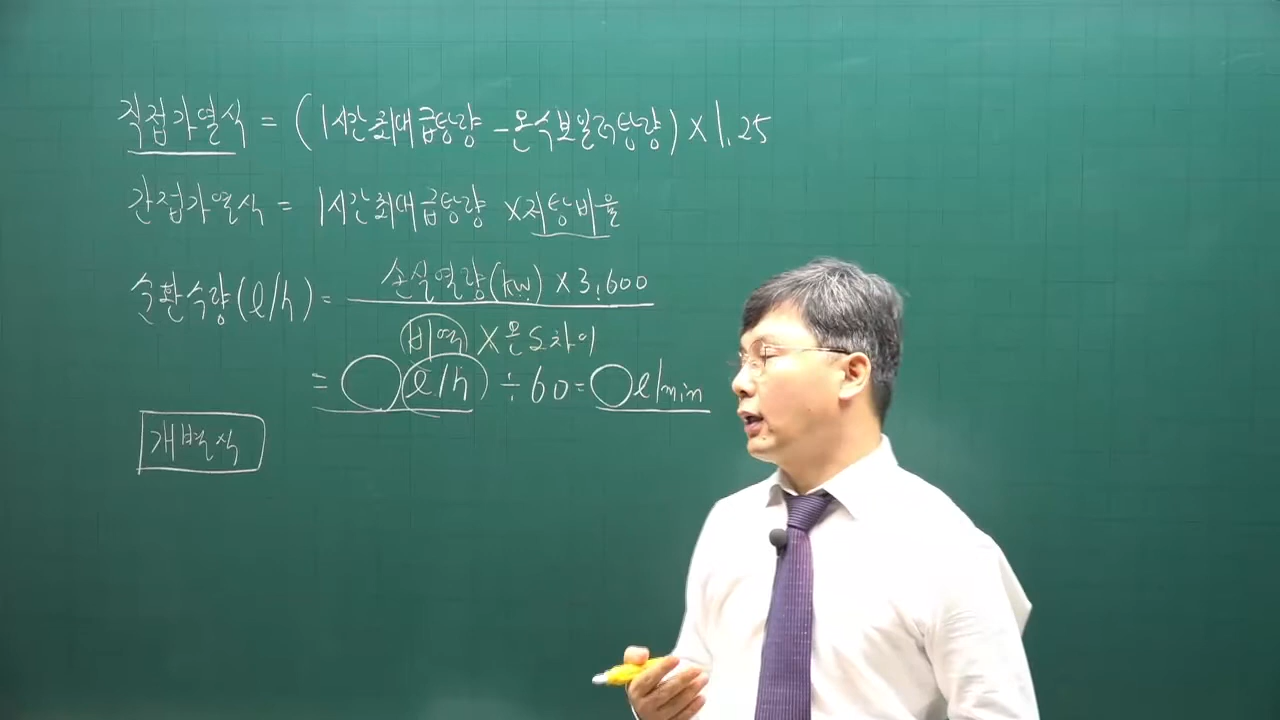 직접가열식 = (1시간최대급탕량 - 온수보일러탕량) × 1.25
간접가열식 = 1시간최대급탕량 × 저탕비율
순환수량(ℓ/h) = 손실열량(kw) × 3,600
비열 × 온도차이
= ○(ℓ/h) ÷ 60 = ○ℓ/min
개별식